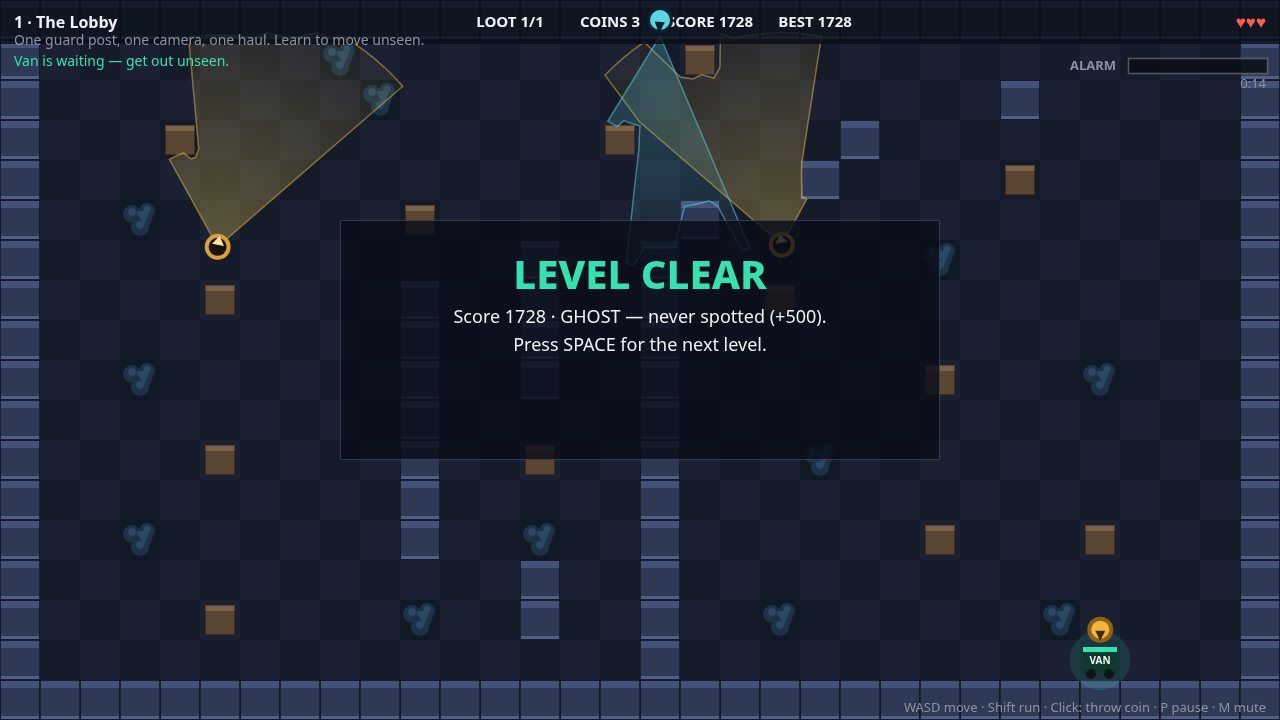 1 · The Lobby
LOOT 1/1 COINS 3 SCORE 1728 BEST 1728 ♥♥♥
One guard post, one camera, one haul. Learn to move unseen.
Van is waiting — get out unseen.
ALARM
0:14
LEVEL CLEAR
Score 1728 · GHOST — never spotted (+500).
Press SPACE for the next level.
VAN
WASD move · Shift run · Click: throw coin · P pause · M mute